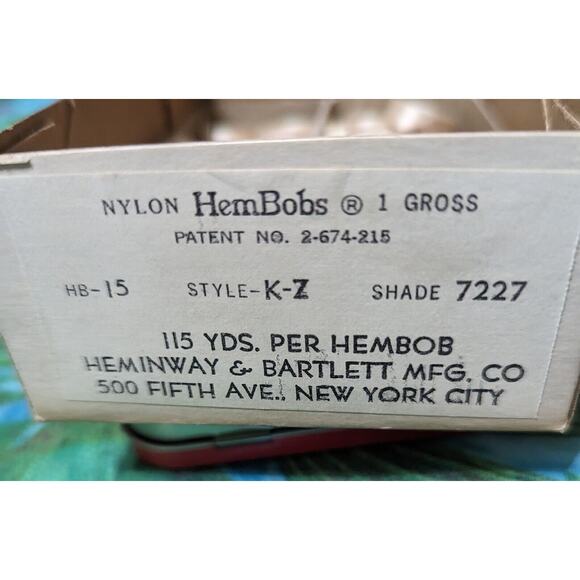 NYLON HemBobs ® 1 GROSS
PATENT NO. 2-674-215
HB-15 STYLE-K-Z SHADE 7227
115 YDS. PER HEMBOB
HEMINWAY & BARTLETT MFG. CO
500 FIFTH AVE., NEW YORK CITY